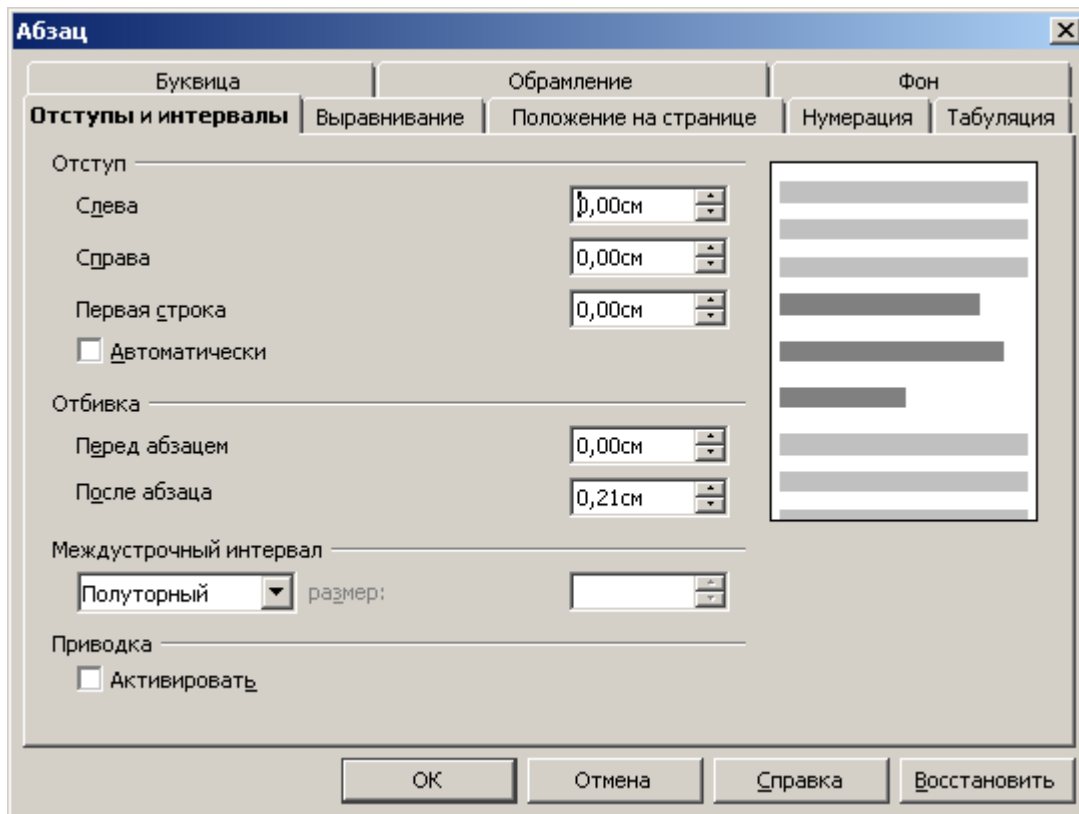 Абзац
Буквица Обрамление Фон
Отступы и интервалы Выравнивание Положение на странице Нумерация Табуляция
Отступ
Слева 0,00см
Справа 0,00см
Первая строка 0,00см
Автоматически
Отбивка
Перед абзацем 0,00см
После абзаца 0,21см
Междустрочный интервал
Полуторный размер:
Приводка
Активировать
ОК Отмена Справка Восстановить